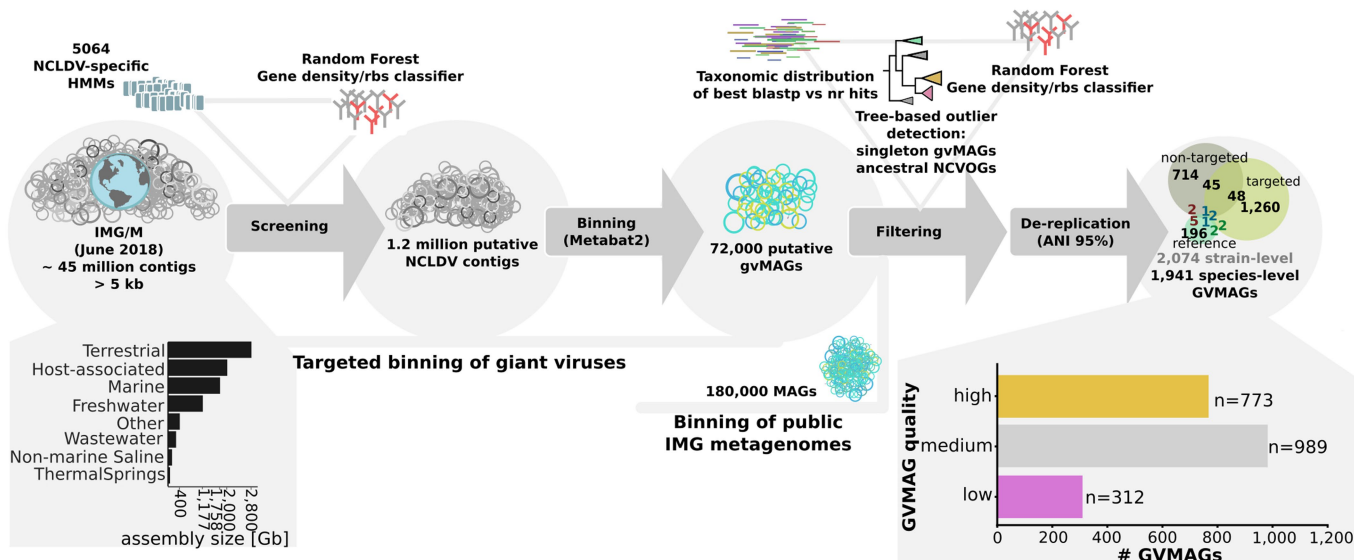 5064
NCLDV-specific
HMMs
Random Forest
Gene density/rbs classifier
Taxonomic distribution
of best blastp vs nr hits
Tree-based outlier
detection:
singleton gvMAGs
ancestral NCVOGs
Random Forest
Gene density/rbs classifier
IMG/M
(June 2018)
~ 45 million contigs
> 5 kb
Screening
1.2 million putative
NCLDV contigs
Binning
(Metabat2)
72,000 putative
gvMAGs
Filtering
De-replication
(ANI 95%)
non-targeted
714
45
targeted
48
1,260
2
1
2
5
1
2
196
2
reference
2,074 strain-level
1,941 species-level
GVMAGs
Targeted binning of giant viruses
180,000 MAGs
Binning of public
IMG metagenomes
Terrestrial
Host-associated
Marine
Freshwater
Other
Wastewater
Non-marine Saline
ThermalSprings
400
1,177
1,758
2,000
2,800
assembly size [Gb]
GVMAG quality
high
n=773
medium
n=989
low
n=312
0
200
400
600
800
1,000
1,200
# GVMAGs